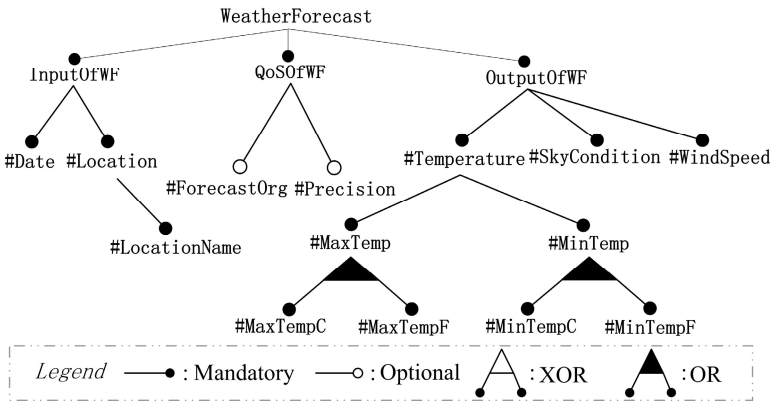 WeatherForecast
InputOfWF QoSOfWF OutputOfWF
#Date #Location #Temperature #SkyCondition #WindSpeed
#ForecastOrg #Precision
#LocationName #MaxTemp #MinTemp
#MaxTempC #MaxTempF #MinTempC #MinTempF
Legend : Mandatory : Optional : XOR : OR